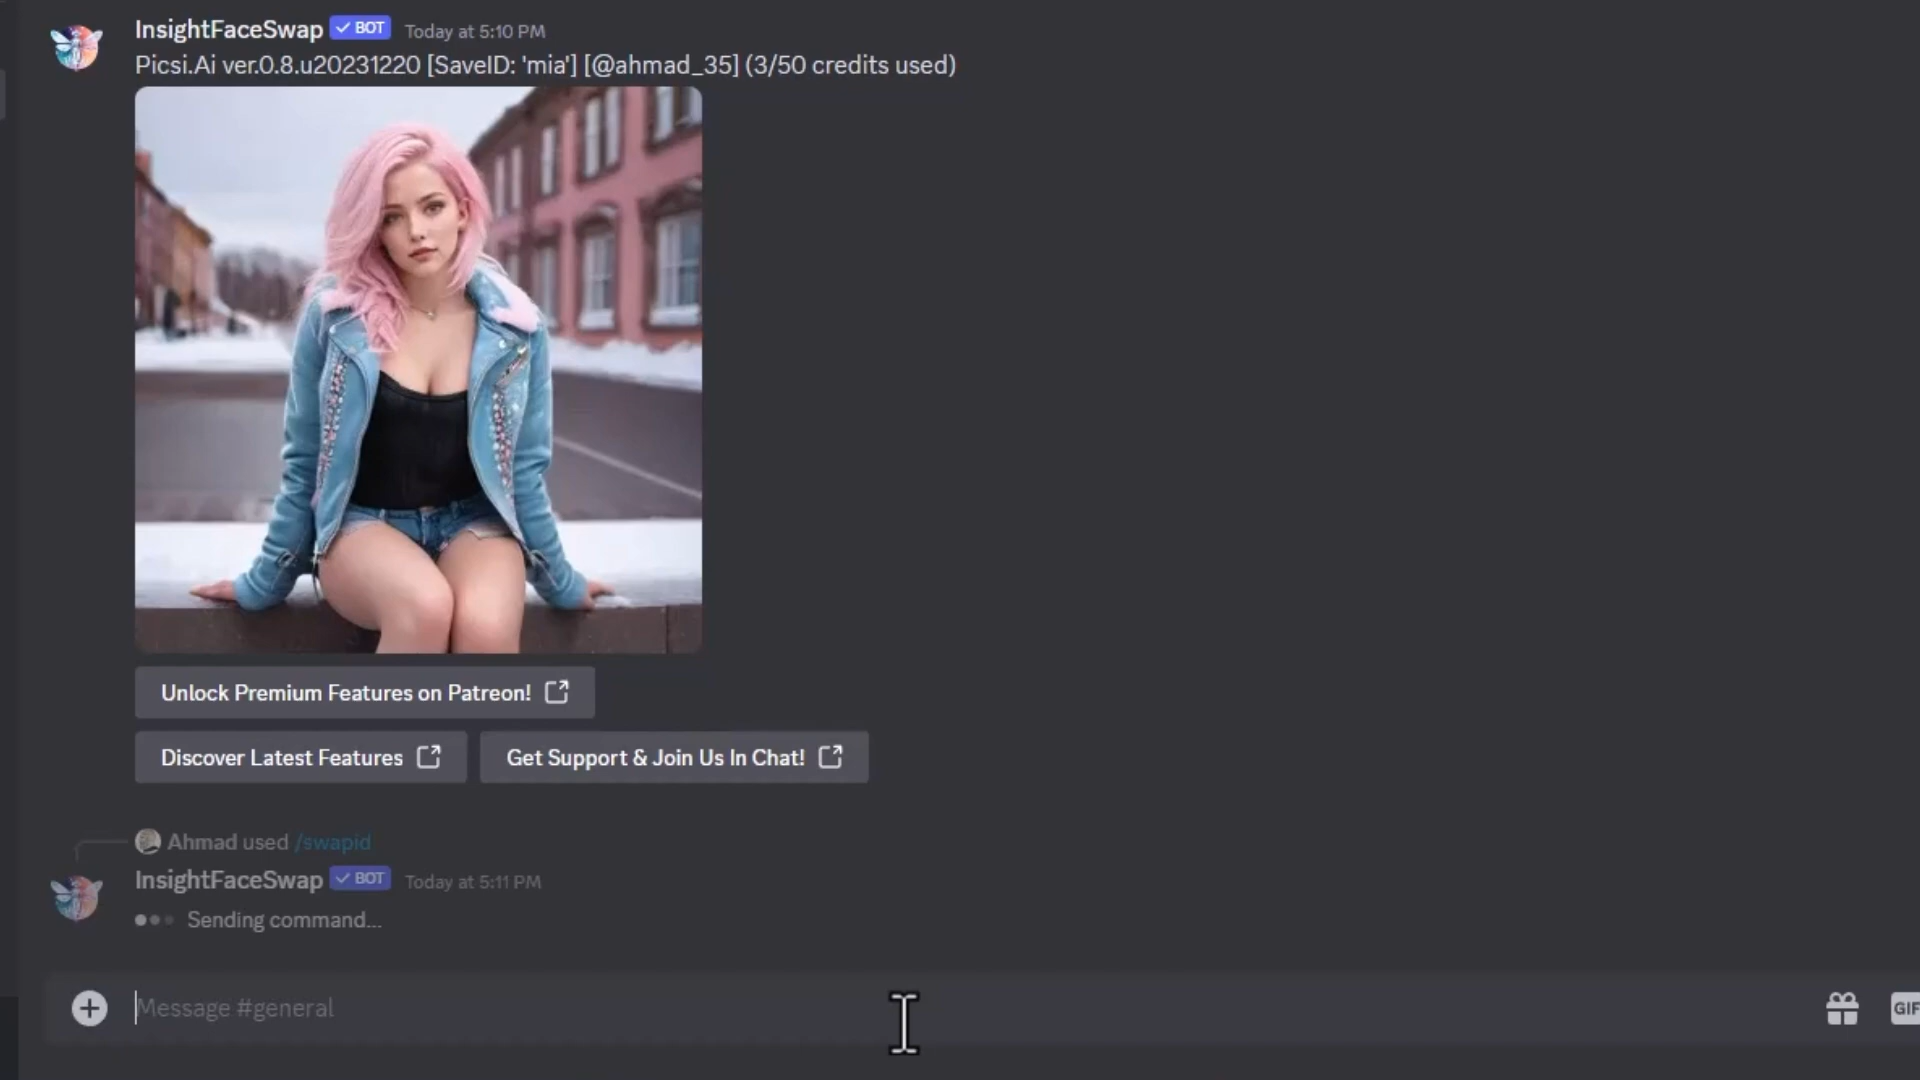 InsightFaceSwap ✓ BOT Today at 5:10 PM
Picsi.Ai ver.0.8.u20231220 [SaveID: 'mia'] [@ahmad_35] (3/50 credits used)
Unlock Premium Features on Patreon!
Discover Latest Features Get Support & Join Us In Chat!
Ahmad used /swapid
InsightFaceSwap ✓ BOT Today at 5:11 PM
Sending command...
Message #general
GIF